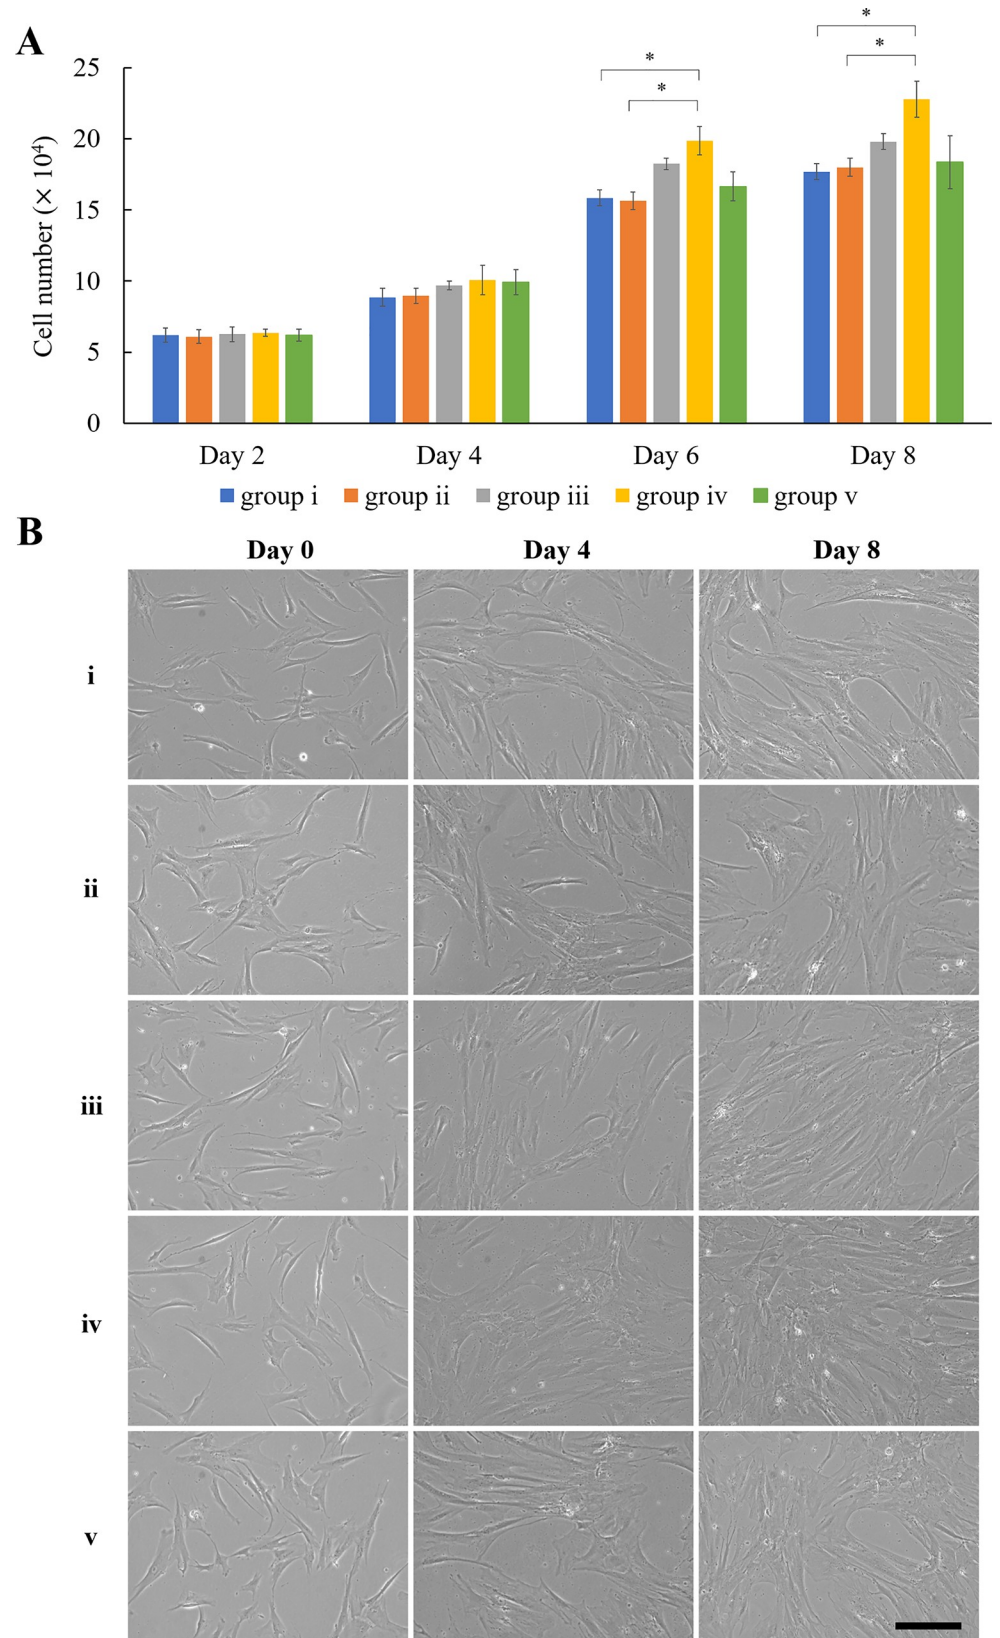 A
*
*
*
*
25
20
15
10
5
0
Cell number (× 10⁴)
Day 2 Day 4 Day 6 Day 8
group i group ii group iii group iv group v
B
Day 0 Day 4 Day 8
i
ii
iii
iv
v